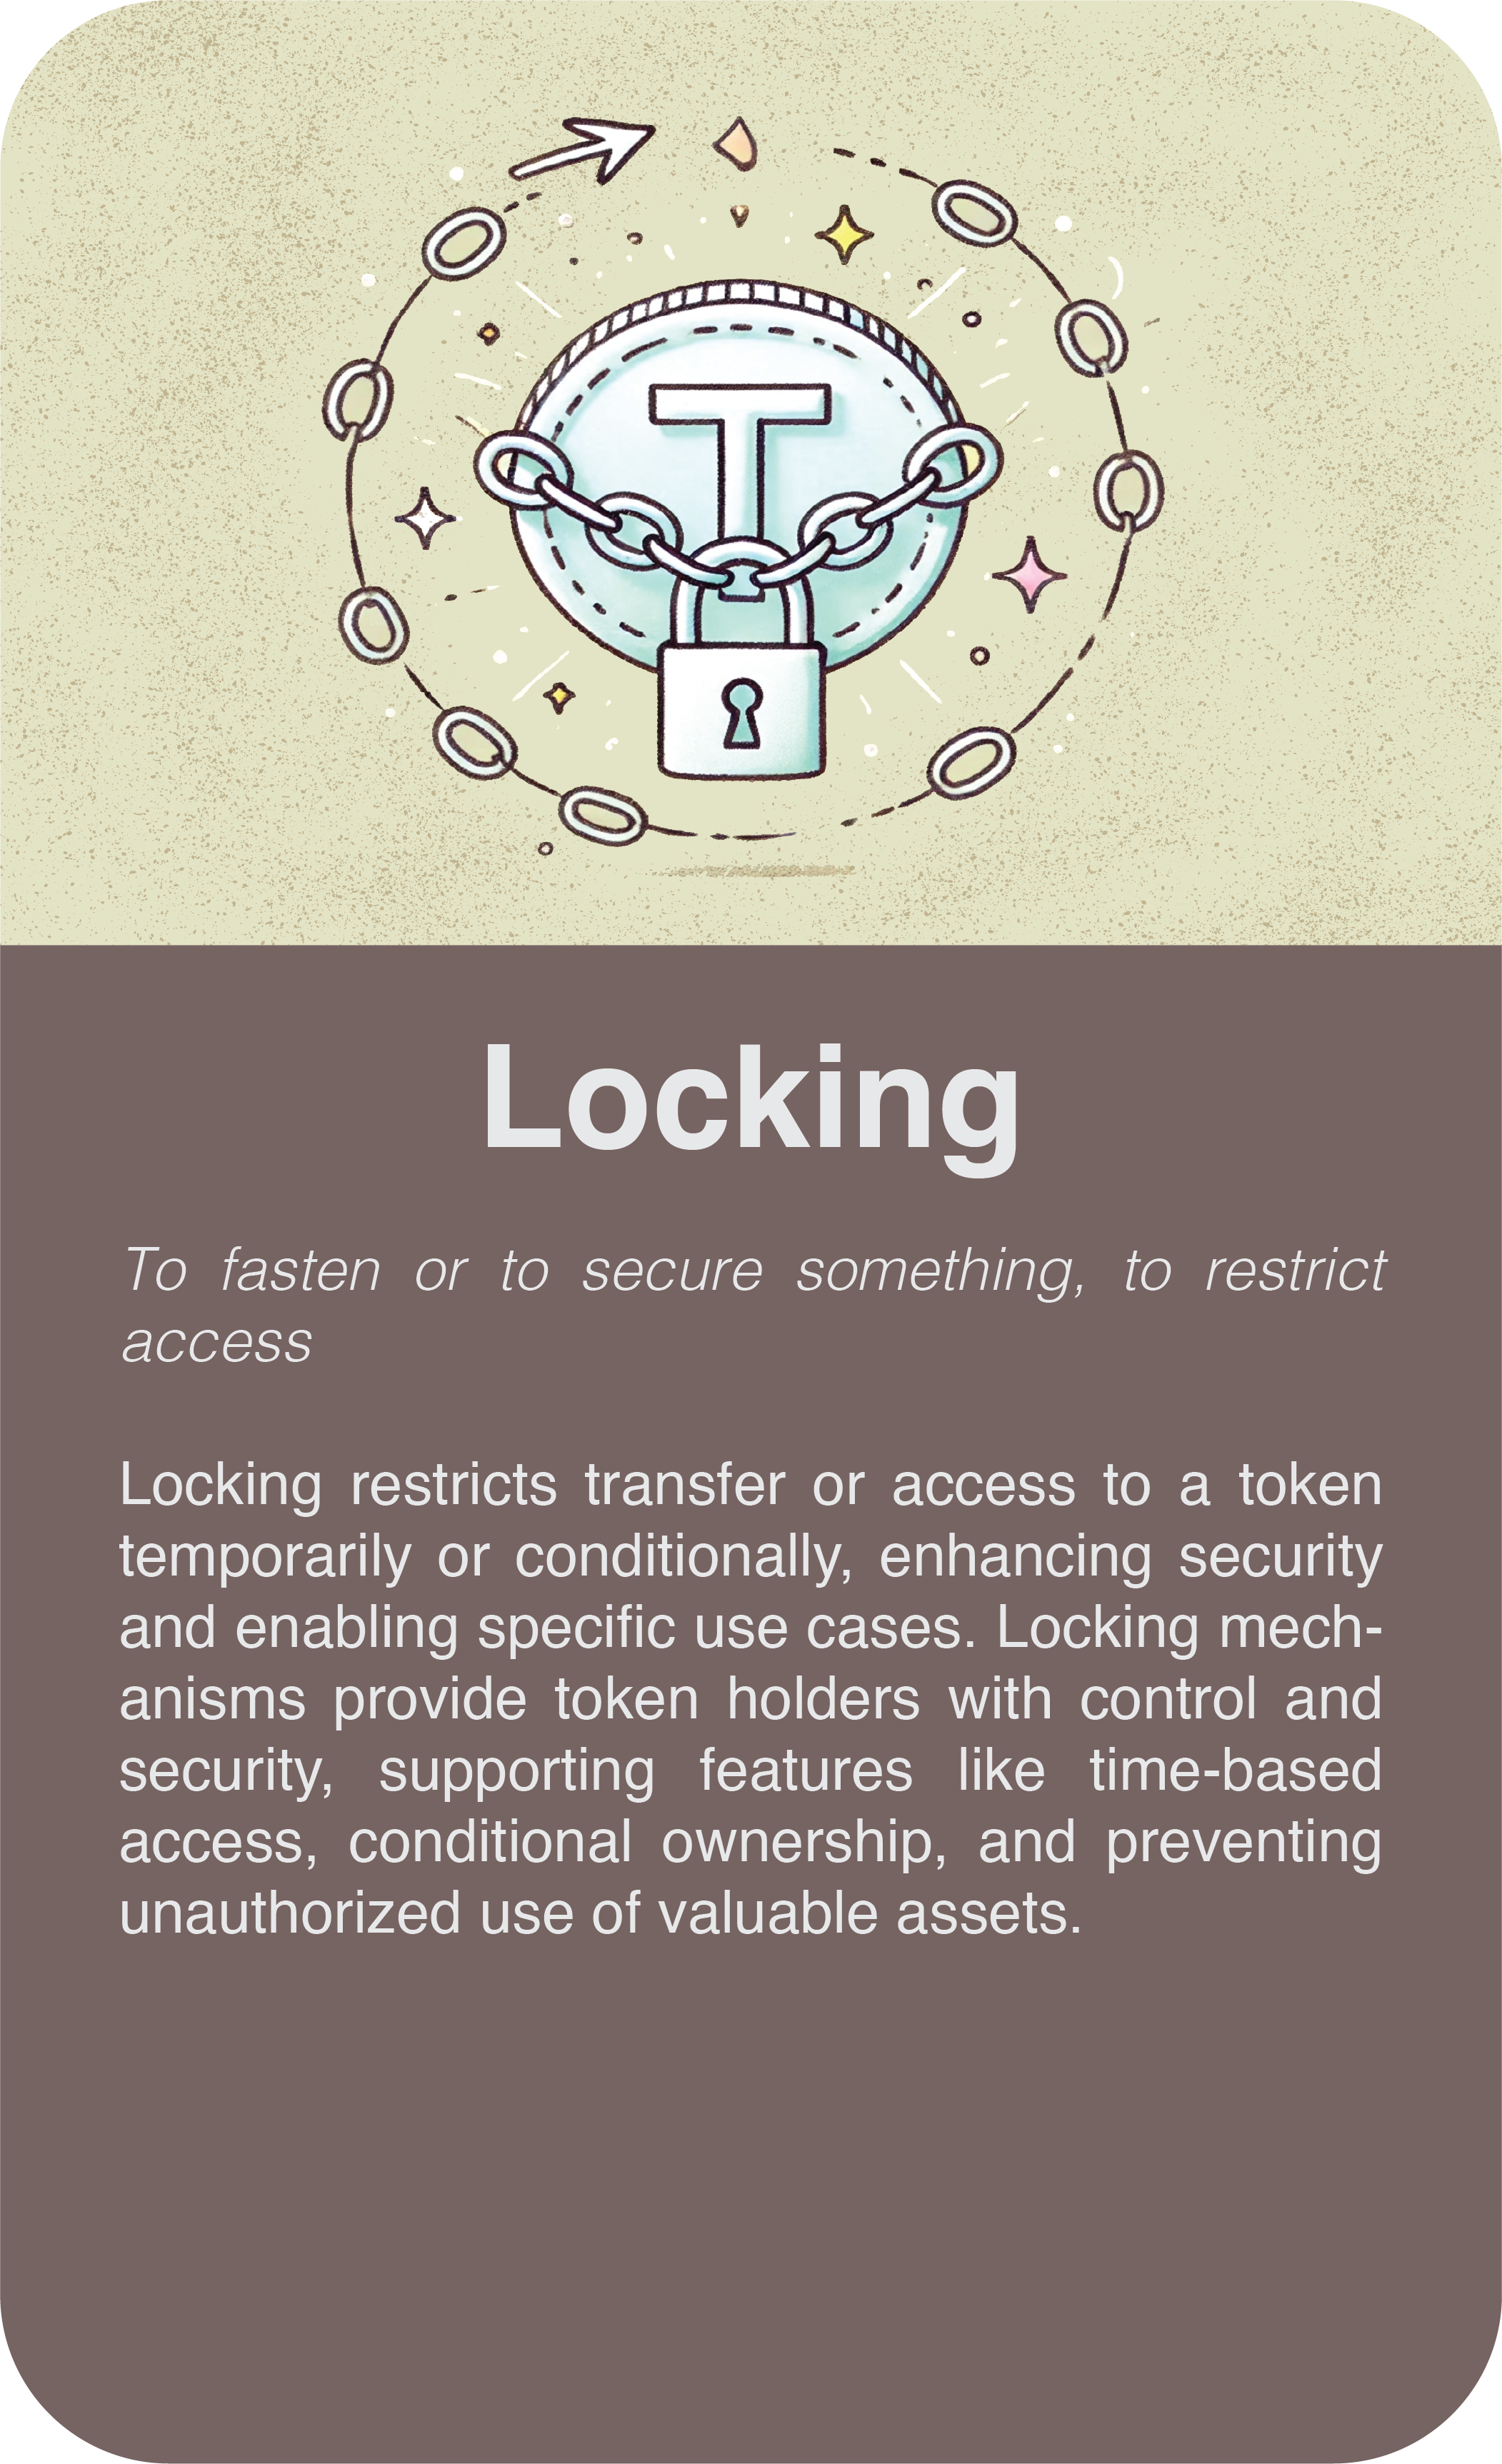 T
Locking
To fasten or to secure something, to restrict
access
Locking restricts transfer or access to a token
temporarily or conditionally, enhancing security
and enabling specific use cases. Locking mech-
anisms provide token holders with control and
security, supporting features like time-based
access, conditional ownership, and preventing
unauthorized use of valuable assets.